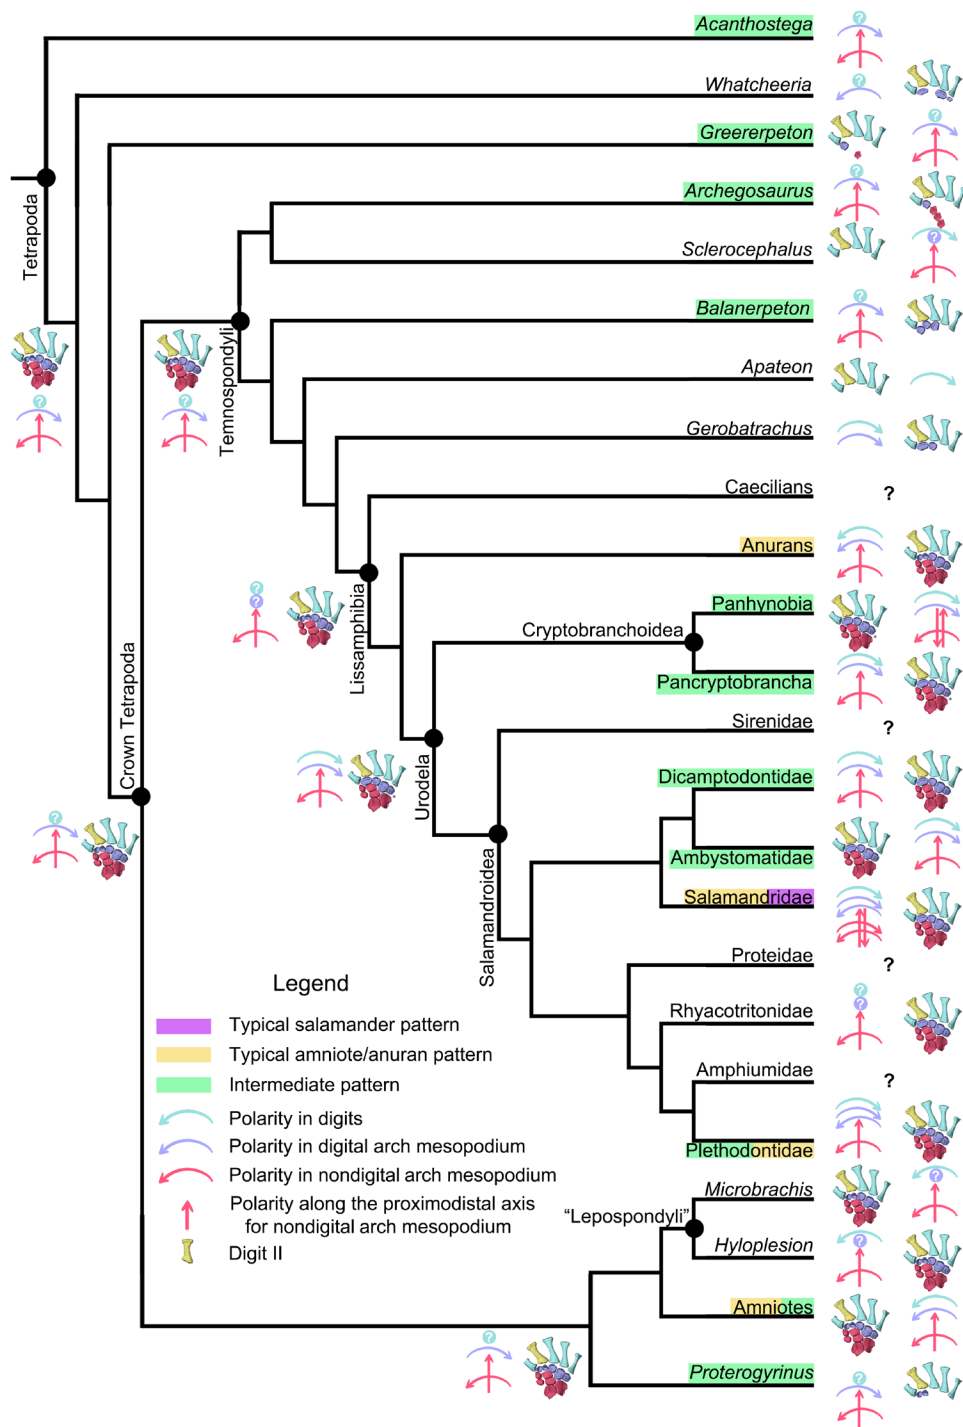 Acanthostega
?
Whatcheeria
?
Greererpeton
?
Archegosaurus
?
Tetrapoda
Sclerocephalus
?
Balanerpeton
?
Temnospondyli
Apateon
?
?
Gerobatrachus
Caecilians
?
Anurans
?
?
Lissamphibia
Panhynobia
Cryptobranchoidea
Pancryptobrancha
Crown Tetrapoda
Sirenidae
?
Urodela
Dicamptodontidae
?
Ambystomatidae
Salamandroidea
Salamandridae
Proteidae
?
Legend
?
?
Rhyacotritonidae
Typical salamander pattern
Typical amniote/anuran pattern
Intermediate pattern
Amphiumidae
?
Polarity in digits
Polarity in digital arch mesopodium
Plethodontidae
Polarity in nondigital arch mesopodium
Microbrachis
?
Polarity along the proximodistal axis
for nondigital arch mesopodium
"Lepospondyli"
Digit II
Hyloplesion
?
Amniotes
?
Proterogyrinus
?